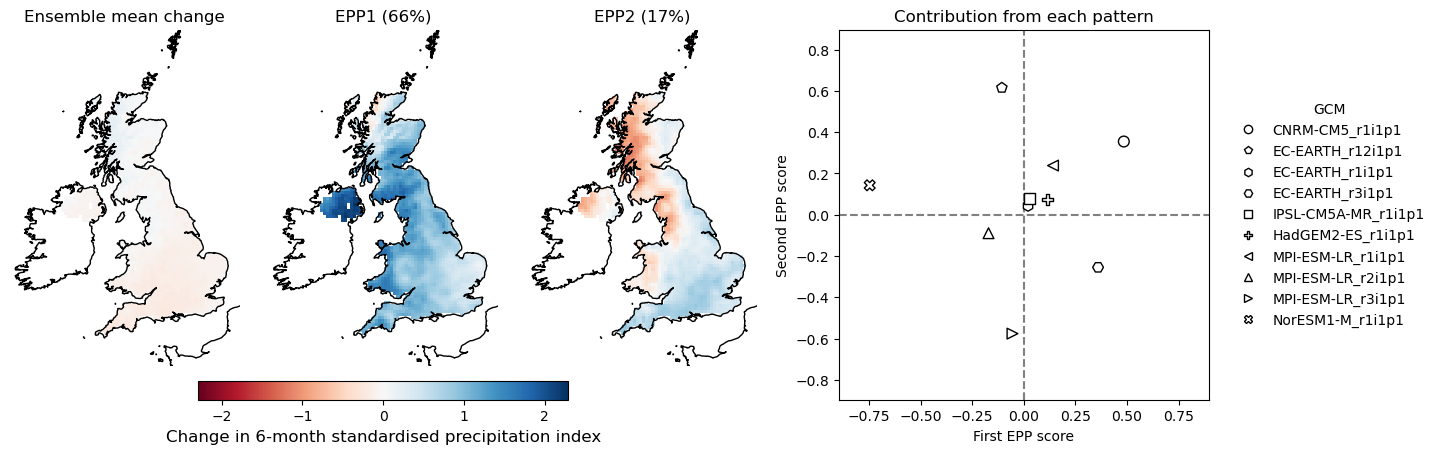 Ensemble mean change
EPP1 (66%)
EPP2 (17%)
Contribution from each pattern
0.8
0.6
0.4
0.2
0.0
−0.2
−0.4
−0.6
−0.8
Second EPP score
−0.75
−0.50
−0.25
0.00
0.25
0.50
0.75
First EPP score
GCM
CNRM-CM5_r1i1p1
EC-EARTH_r12i1p1
EC-EARTH_r1i1p1
EC-EARTH_r3i1p1
IPSL-CM5A-MR_r1i1p1
HadGEM2-ES_r1i1p1
MPI-ESM-LR_r1i1p1
MPI-ESM-LR_r2i1p1
MPI-ESM-LR_r3i1p1
NorESM1-M_r1i1p1
−2
−1
0
1
2
Change in 6-month standardised precipitation index